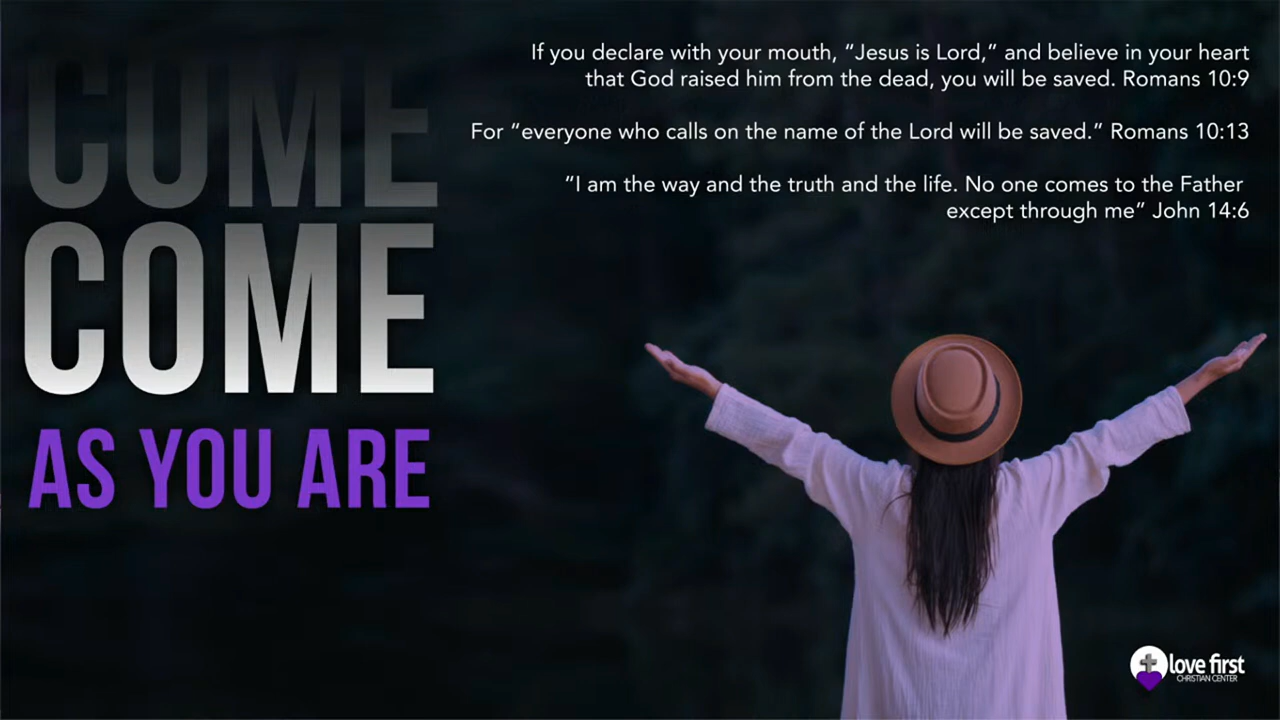 COME
COME
AS YOU ARE
If you declare with your mouth, “Jesus is Lord,” and believe in your heart
that God raised him from the dead, you will be saved. Romans 10:9
For “everyone who calls on the name of the Lord will be saved.” Romans 10:13
“I am the way and the truth and the life. No one comes to the Father
except through me” John 14:6
love first
CHRISTIAN CENTER